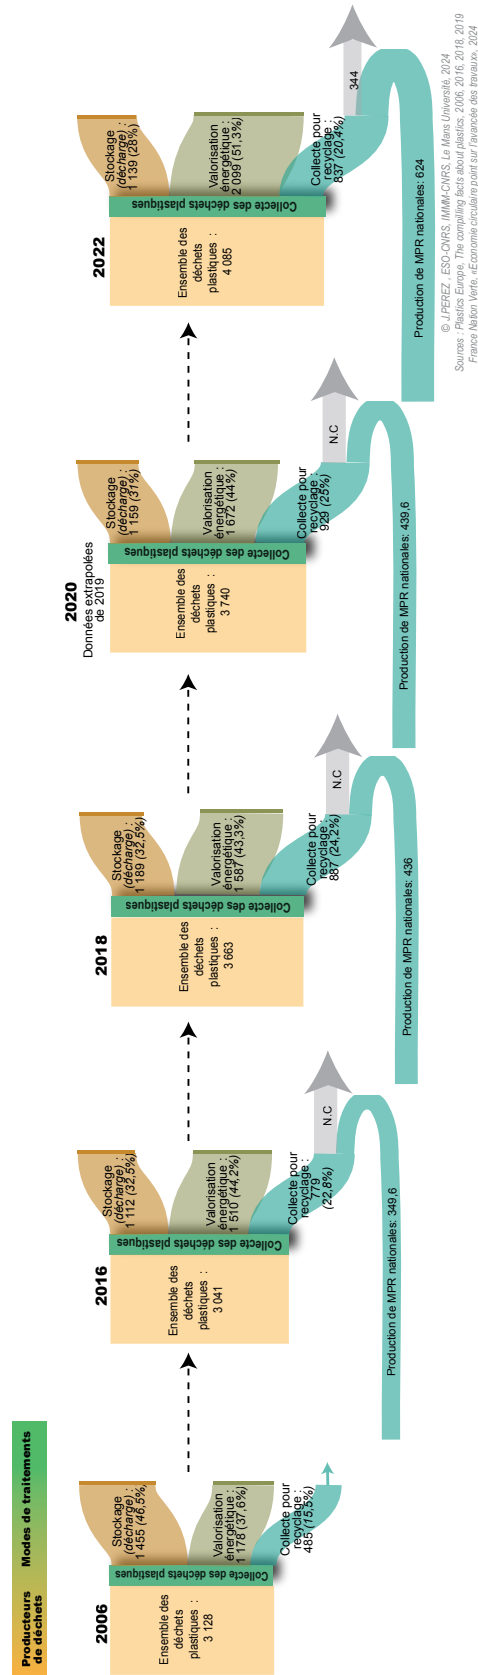 Producteurs
de déchets
Modes de traitements
2006
Ensemble des
déchets
plastiques :
3 128
Collecte des déchets plastiques
Stockage
(décharge) :
1 455 (46,5%)
Valorisation
énergétique :
1 178 (37,6%)
Collecte pour
recyclage :
485 (15,5%)
2016
Ensemble des
déchets
plastiques :
3 041
Collecte des déchets plastiques
Stockage
(décharge) :
1 112 (32,5%)
Valorisation
énergétique :
1 510 (44,2%)
Collecte pour
recyclage :
779
(22,8%)
N.C
Production de MPR nationales: 349,6
2018
Ensemble des
déchets
plastiques :
3 663
Collecte des déchets plastiques
Stockage
(décharge) :
1 189 (32,5%)
Valorisation
énergétique :
1 587 (43,3%)
Collecte pour
recyclage :
887 (24,2%)
N.C
Production de MPR nationales: 436
2020
Données extrapolées
de 2019
Ensemble des
déchets
plastiques :
3 740
Collecte des déchets plastiques
Stockage
(décharge) :
1 159 (31%)
Valorisation
énergétique :
1 672 (44%)
Collecte pour
recyclage :
929 (25%)
N.C
Production de MPR nationales: 439,6
2022
Ensemble des
déchets
plastiques :
4 085
Collecte des déchets plastiques
Stockage
(décharge) :
1 139 (28%)
Valorisation
énergétique :
2 099 (51,3%)
Collecte pour
recyclage :
837 (20,4%)
344
Production de MPR nationales: 624
© J.PEREZ , ESO-CNRS, IMMM-CNRS, Le Mans Université, 2024
Sources : Plastics Europe, The compilling facts about plastics, 2006, 2016, 2018, 2019
France Nation Verte, «Economie circulaire point sur l'avancée des travaux», 2024